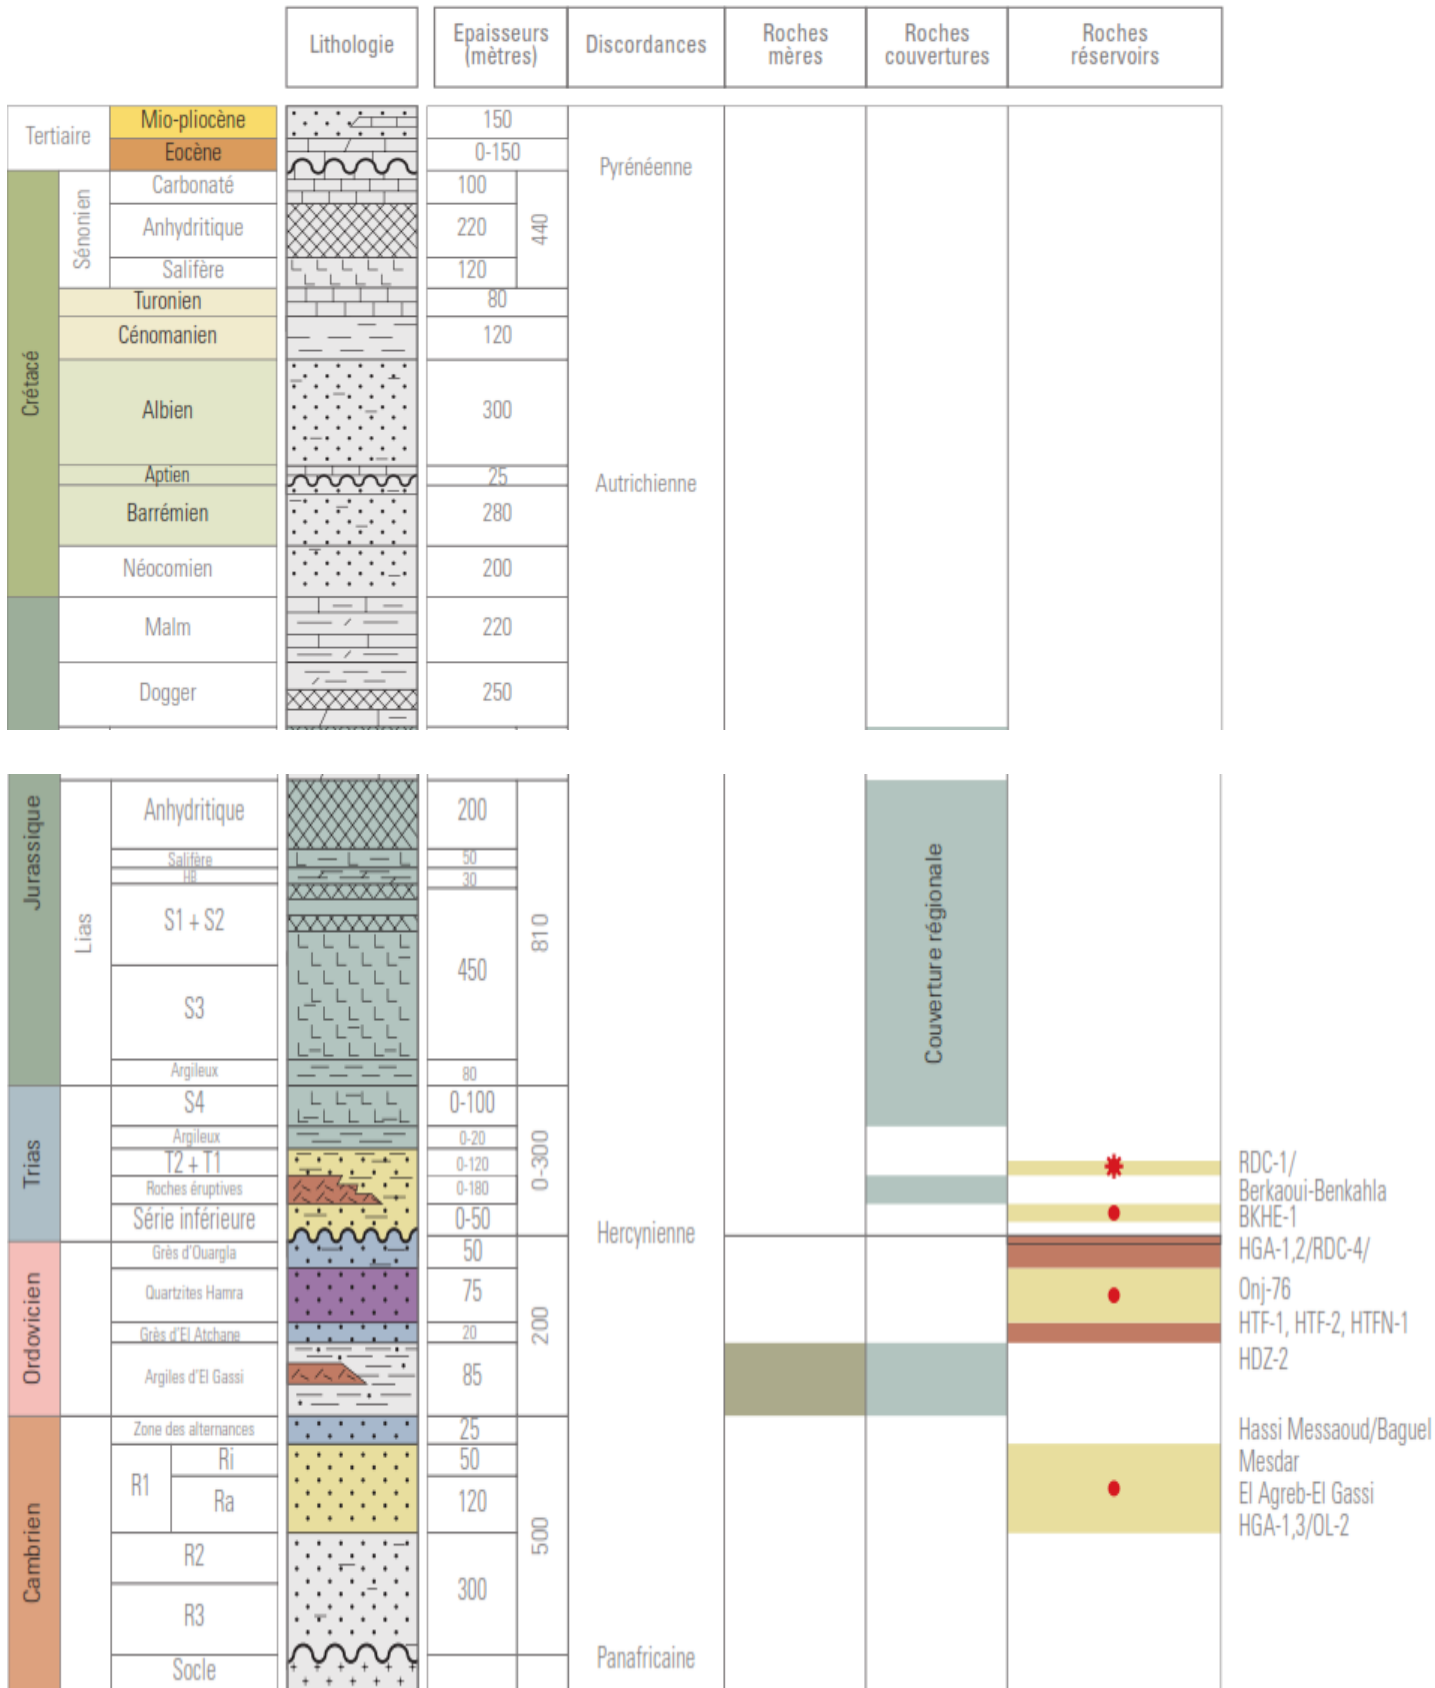 Lithologie
Epaisseurs
(mètres)
Discordances
Roches
mères
Roches
couvertures
Roches
réservoirs
Tertiaire
Mio-pliocène
150
Eocène
0-150
Pyrénéenne
Crétacé
Sénonien
Carbonaté
100
Anhydritique
220
440
Salifère
120
Turonien
80
Cénomanien
120
Albien
300
Aptien
25
Autrichienne
Barrémien
280
Néocomien
200
Malm
220
Dogger
250
Jurassique
Lias
Anhydritique
200
Salifère
50
HB
30
S1 + S2
450
810
S3
Argileux
80
Couverture régionale
Trias
S4
0-100
Argileux
0-20
T2 + T1
0-120
0-300
Roches éruptives
0-180
Série inférieure
0-50
Hercynienne
RDC-1/
Berkaoui-Benkahla
BKHE-1
HGA-1,2/RDC-4/
Onj-76
HTF-1, HTF-2, HTFN-1
HDZ-2
Ordovicien
Grès d'Ouargla
50
Quartzites Hamra
75
200
Grès d'El Atchane
20
Argiles d'El Gassi
85
Cambrien
Zone des alternances
25
R1
Ri
50
Ra
120
500
R2
300
R3
Socle
Panafricaine
Hassi Messaoud/Baguel
Mesdar
El Agreb-El Gassi
HGA-1,3/OL-2